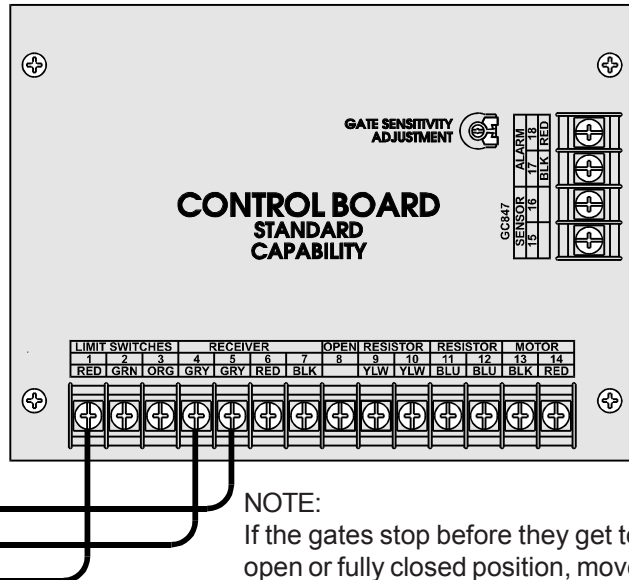 GATE SENSITIVITY
ADJUSTMENT
CONTROL BOARD
STANDARD
CAPABILITY
GC847
SENSOR ALARM
15 16 17 18
BLK RED
LIMIT SWITCHES RECEIVER OPEN RESISTOR RESISTOR MOTOR
1 2 3 4 5 6 7 8 9 10 11 12 13 14
RED GRN ORG GRY GRY RED BLK YLW YLW BLU BLU BLK RED
NOTE:
If the gates stop before they get to
open or fully closed position, move